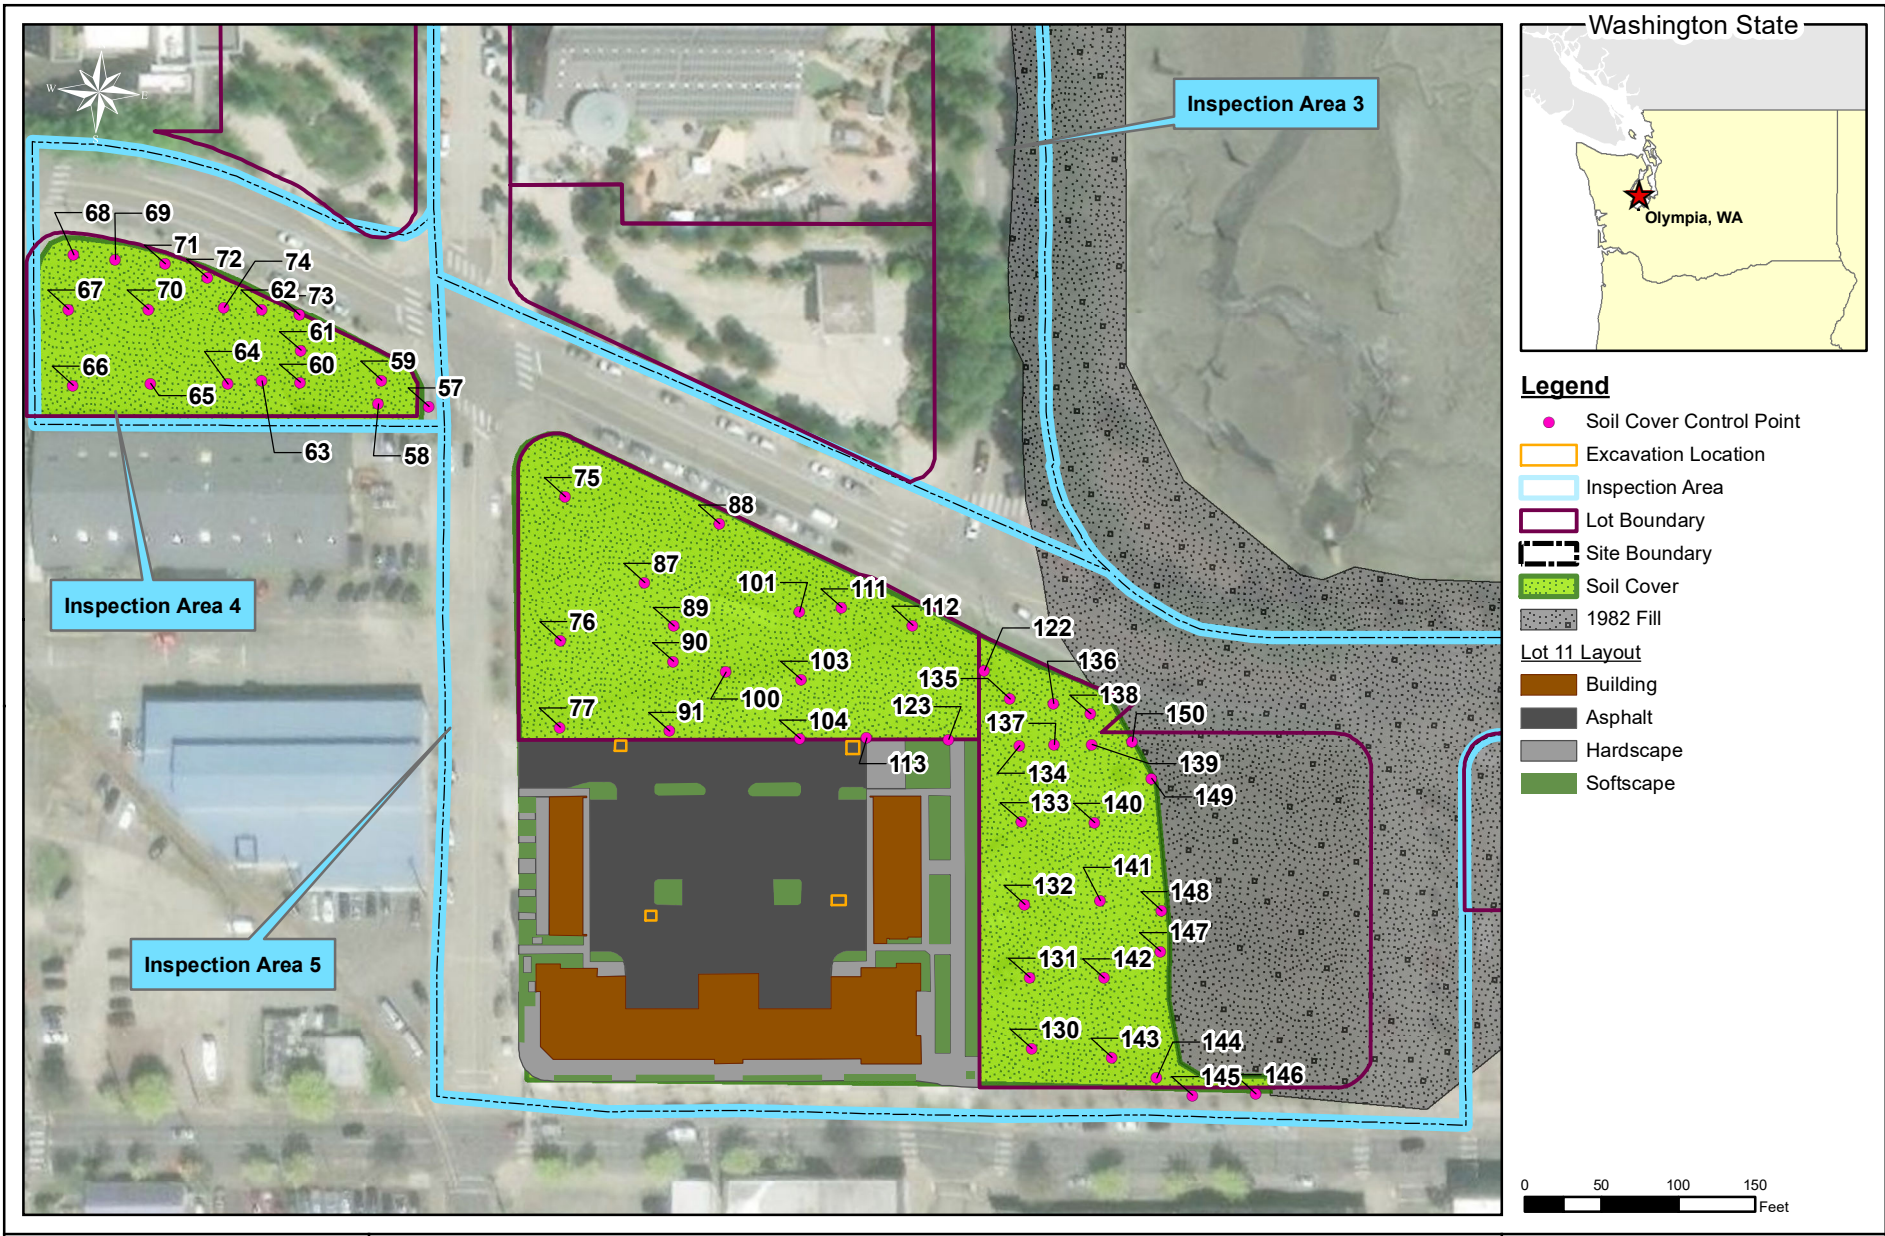 Washington State
Olympia, WA
W
E
S
Inspection Area 3
68
69
71
72
74
67
70
62
73
61
64
60
59
66
65
57
63
58
75
88
Inspection Area 4
87
101
111
89
112
76
90
122
103
136
135
100
138
77
91
104
123
137
150
113
134
139
133
140
149
141
132
148
147
Inspection Area 5
131
142
130
143
144
145
146
Legend
Soil Cover Control Point
Excavation Location
Inspection Area
Lot Boundary
Site Boundary
Soil Cover
1982 Fill
Lot 11 Layout
Building
Asphalt
Hardscape
Softscape
0 50 100 150
Feet